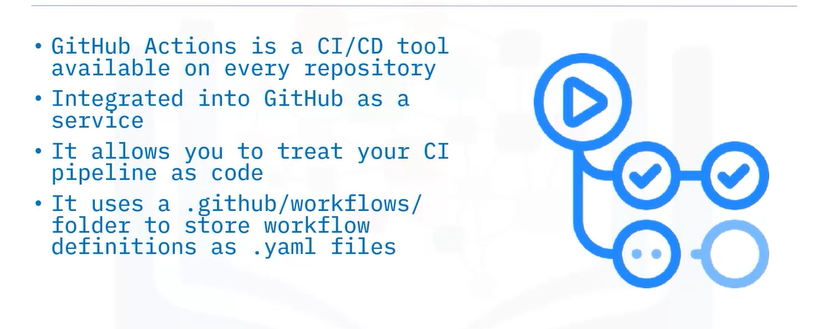 • GitHub Actions is a CI/CD tool
available on every repository
• Integrated into GitHub as a
service
• It allows you to treat your CI
pipeline as code
• It uses a .github/workflows/
folder to store workflow
definitions as .yaml files